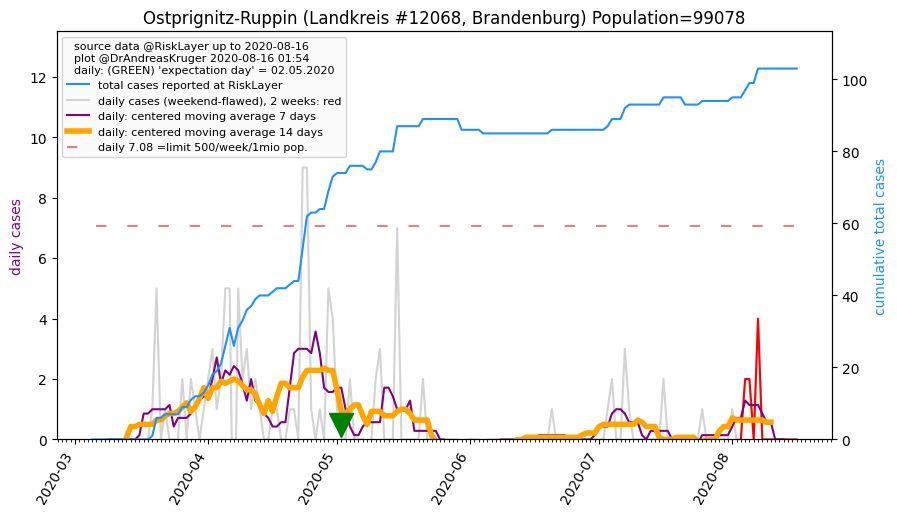 Ostprignitz-Ruppin (Landkreis #12068, Brandenburg) Population=99078
source data @RiskLayer up to 2020-08-16
plot @DrAndreasKruger 2020-08-16 01:54
daily: (GREEN) 'expectation day' = 02.05.2020
total cases reported at RiskLayer
daily cases (weekend-flawed), 2 weeks: red
daily: centered moving average 7 days
daily: centered moving average 14 days
daily 7.08 =limit 500/week/1mio pop.
daily cases
12
10
8
6
4
2
0
cumulative total cases
100
80
60
40
20
0
2020-03
2020-04
2020-05
2020-06
2020-07
2020-08